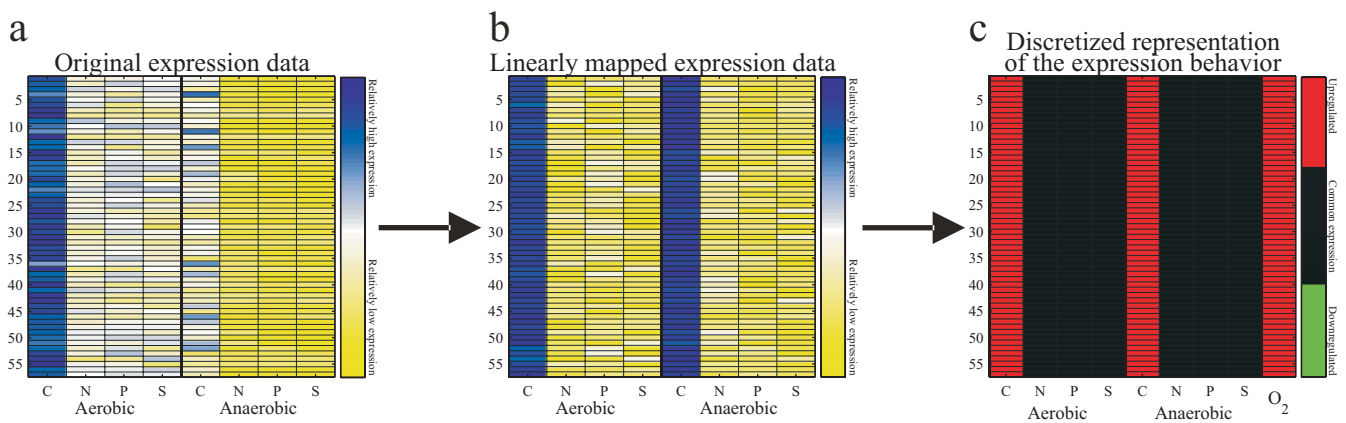 a
Original expression data
5
10
15
20
25
30
35
40
45
50
55
C N P S C N P S
Aerobic Anaerobic
Relatively high expression
Relatively low expression
b
Linearly mapped expression data
5
10
15
20
25
30
35
40
45
50
55
C N P S C N P S
Aerobic Anaerobic
Relatively high expression
Relatively low expression
c
Discretized representation
of the expression behavior
5
10
15
20
25
30
35
40
45
50
55
C N P S C N P S O2
Aerobic Anaerobic
Upregulated
Common expression
Downregulated